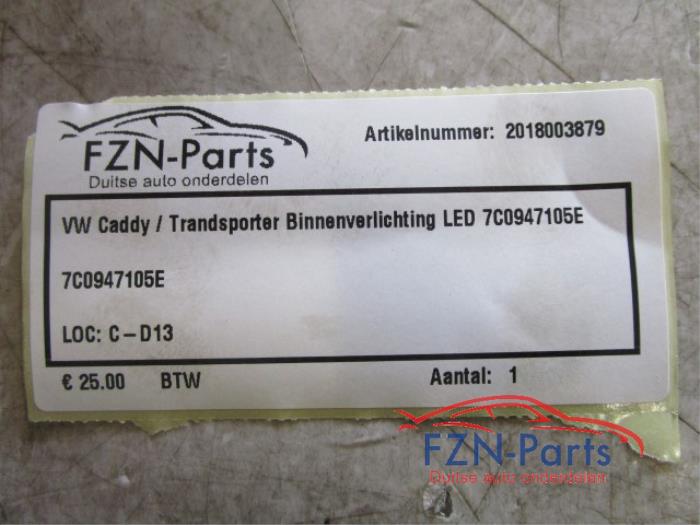 FZN-Parts
Duitse auto onderdelen
Artikelnummer: 2018003879
VW Caddy / Trandsporter Binnenverlichting LED 7C0947105E
7C0947105E
LOC: C-D13
€ 25.00 BTW Aantal: 1
FZN-Parts
Duitse auto onderdelen